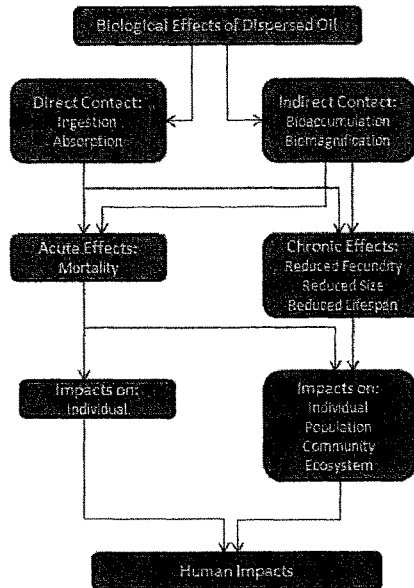 Biological Effects of Dispersed Oil
Direct Contact:
Ingestion
Absorption
Indirect Contact:
Bioaccumulation
Biomagnification
Acute Effects:
Mortality
Chronic Effects:
Reduced Fecundity
Reduced Size
Reduced Lifespan
Impacts on:
Individual
Impacts on:
Individual
Population
Community
Ecosystem
Human Impacts